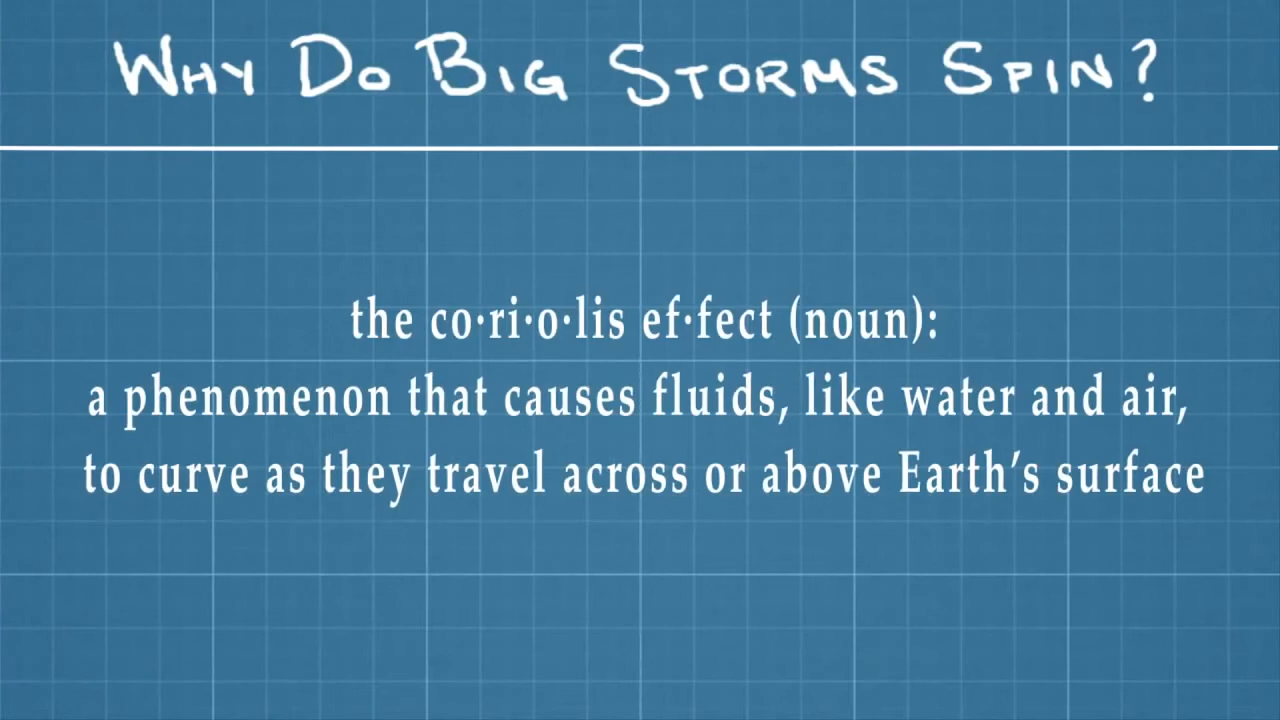 WHY DO BIG STORMS SPIN?
the co·ri·o·lis ef·fect (noun):
a phenomenon that causes fluids, like water and air,
to curve as they travel across or above Earth’s surface